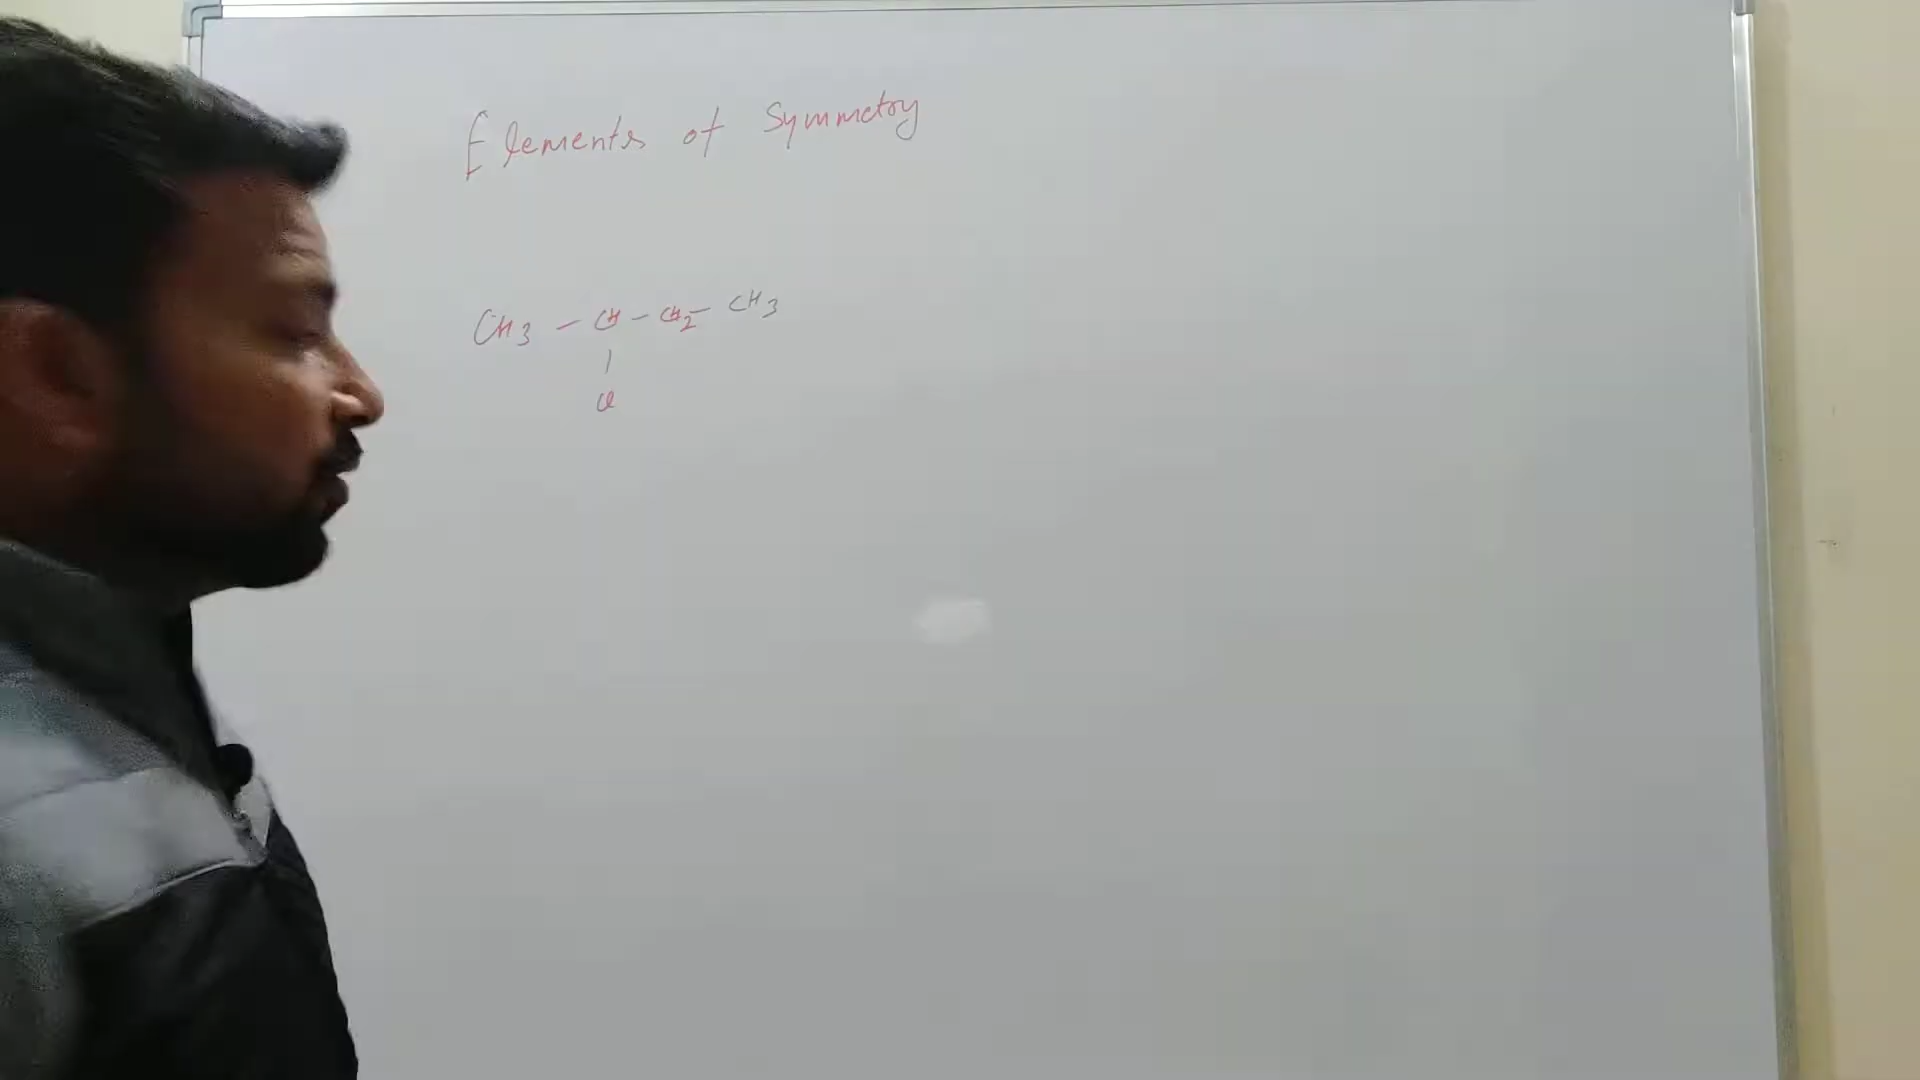 Elements of Symmetry
CH3 - CH - CH2 - CH3
|
Cl